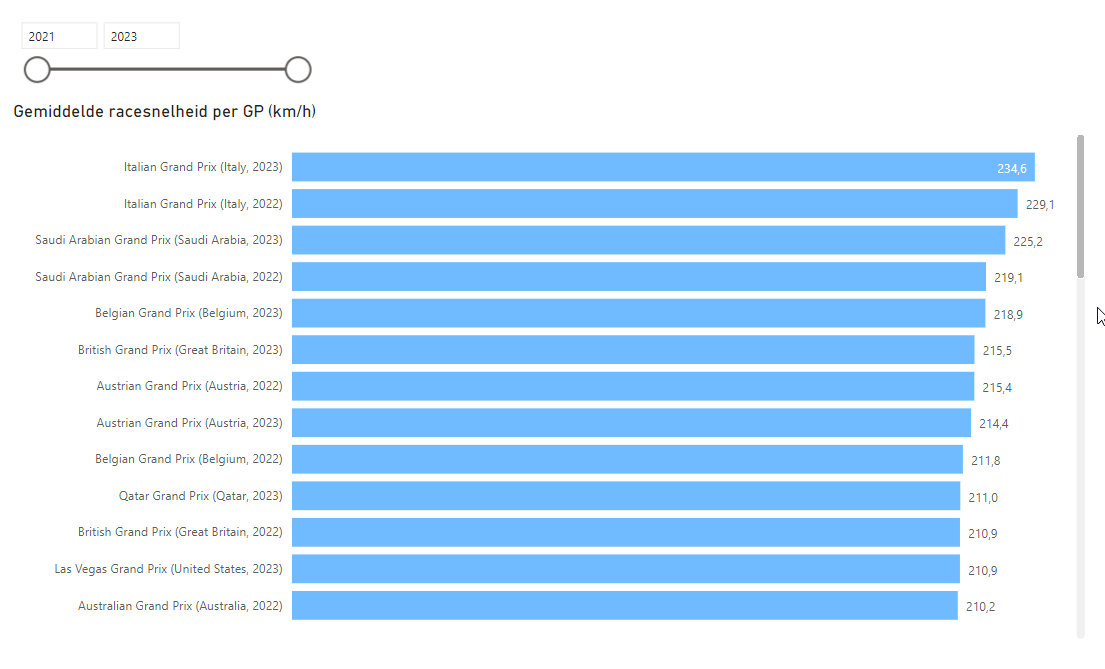 2021 2023
Gemiddelde racesnelheid per GP (km/h)
Italian Grand Prix (Italy, 2023) 234,6
Italian Grand Prix (Italy, 2022) 229,1
Saudi Arabian Grand Prix (Saudi Arabia, 2023) 225,2
Saudi Arabian Grand Prix (Saudi Arabia, 2022) 219,1
Belgian Grand Prix (Belgium, 2023) 218,9
British Grand Prix (Great Britain, 2023) 215,5
Austrian Grand Prix (Austria, 2022) 215,4
Austrian Grand Prix (Austria, 2023) 214,4
Belgian Grand Prix (Belgium, 2022) 211,8
Qatar Grand Prix (Qatar, 2023) 211,0
British Grand Prix (Great Britain, 2022) 210,9
Las Vegas Grand Prix (United States, 2023) 210,9
Australian Grand Prix (Australia, 2022) 210,2